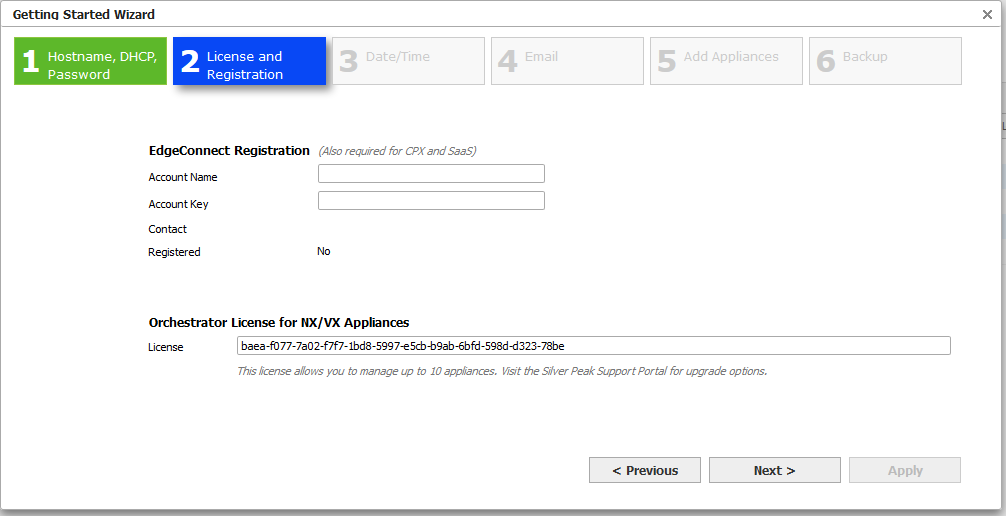 Getting Started Wizard
1 Hostname, DHCP, Password
2 License and Registration
3 Date/Time
4 Email
5 Add Appliances
6 Backup
EdgeConnect Registration (Also required for CPX and SaaS)
Account Name
Account Key
Contact
Registered No
Orchestrator License for NX/VX Appliances
License baea-f077-7a02-f7f7-1bd8-5997-e5cb-b9ab-6bfd-598d-d323-78be
This license allows you to manage up to 10 appliances. Visit the Silver Peak Support Portal for upgrade options.
< Previous
Next >
Apply